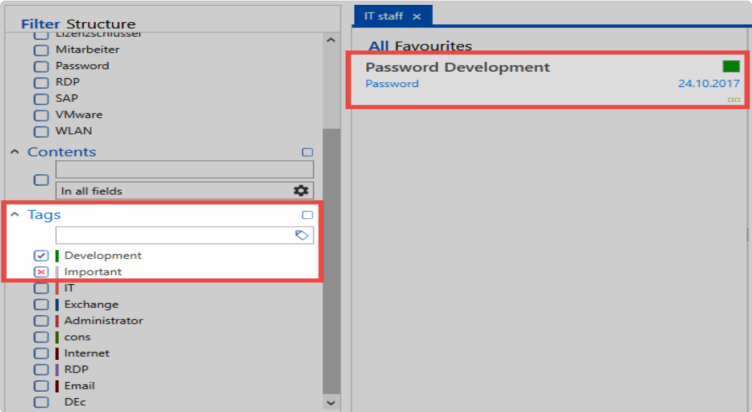 Filter Structure
Lizenzschlüssel
Mitarbeiter
Password
RDP
SAP
VMware
WLAN
Contents
In all fields
Tags
Development
Important
IT
Exchange
Administrator
cons
Internet
RDP
Email
DEc
IT staff ×
All Favourites
Password Development
Password 24.10.2017